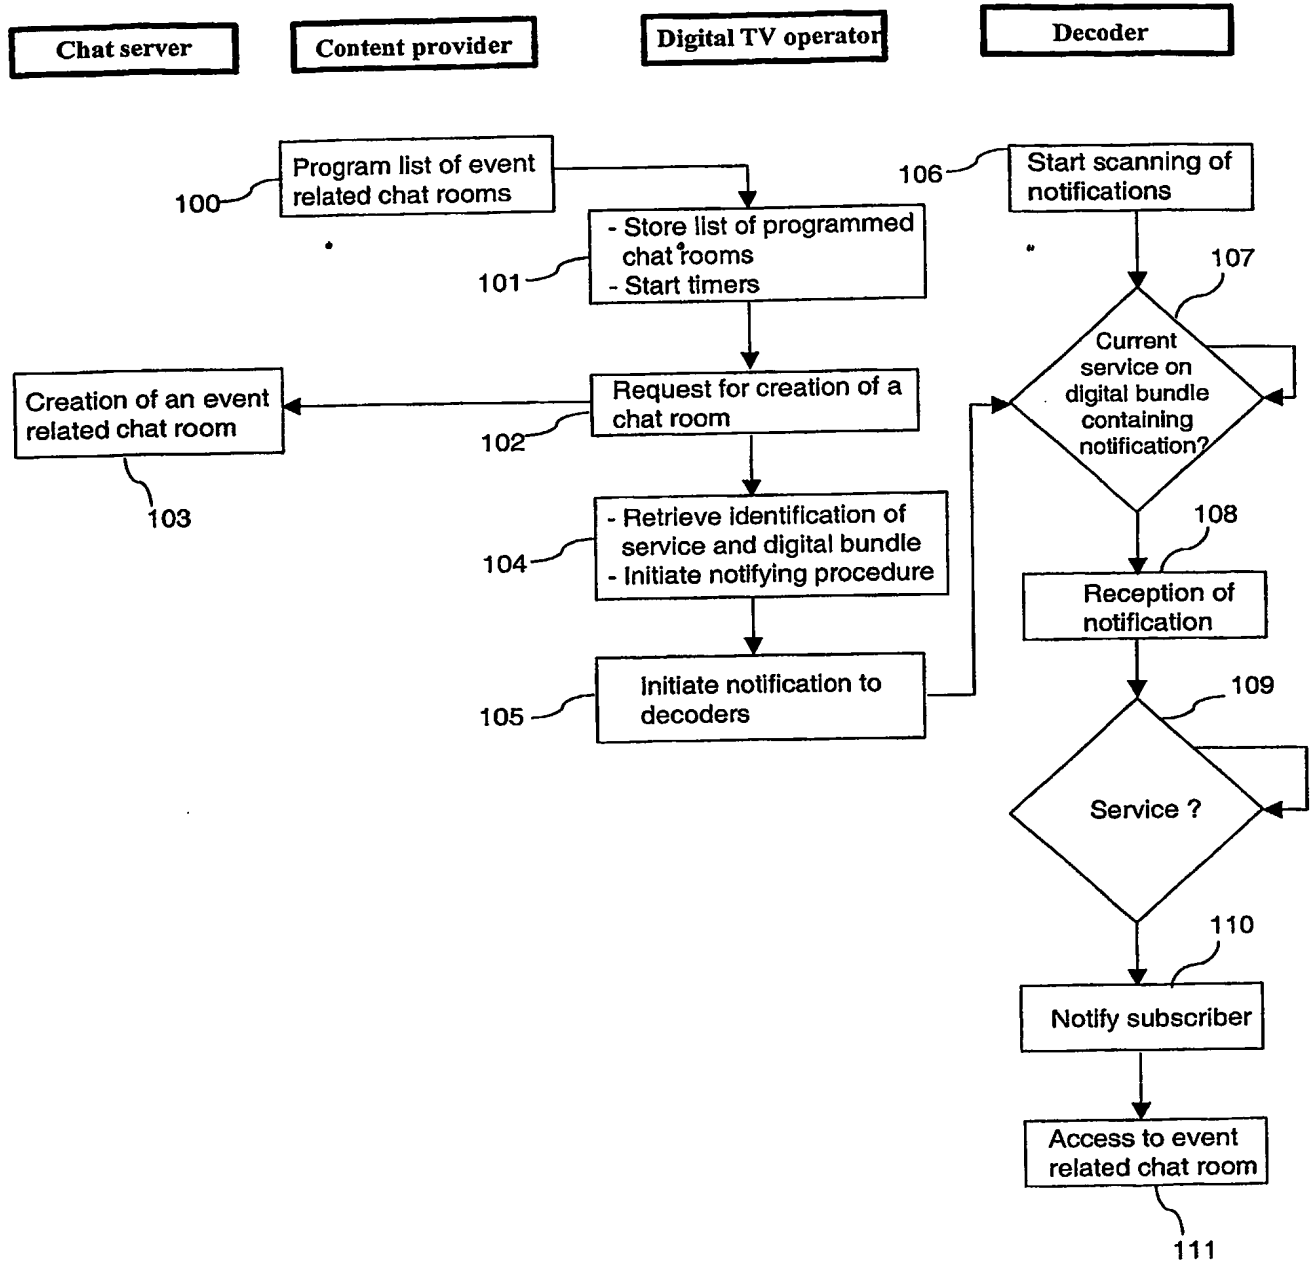 Chat server
Content provider
Digital TV operator
Decoder
Program list of event
related chat rooms
100
- Store list of programmed
chat rooms
- Start timers
101
Request for creation of a
chat room
102
Creation of an event
related chat room
103
- Retrieve identification of
service and digital bundle
- Initiate notifying procedure
104
Initiate notification to
decoders
105
Start scanning of
notifications
106
Current
service on
digital bundle
containing
notification?
107
Reception of
notification
108
Service ?
109
Notify subscriber
110
Access to event
related chat room
111